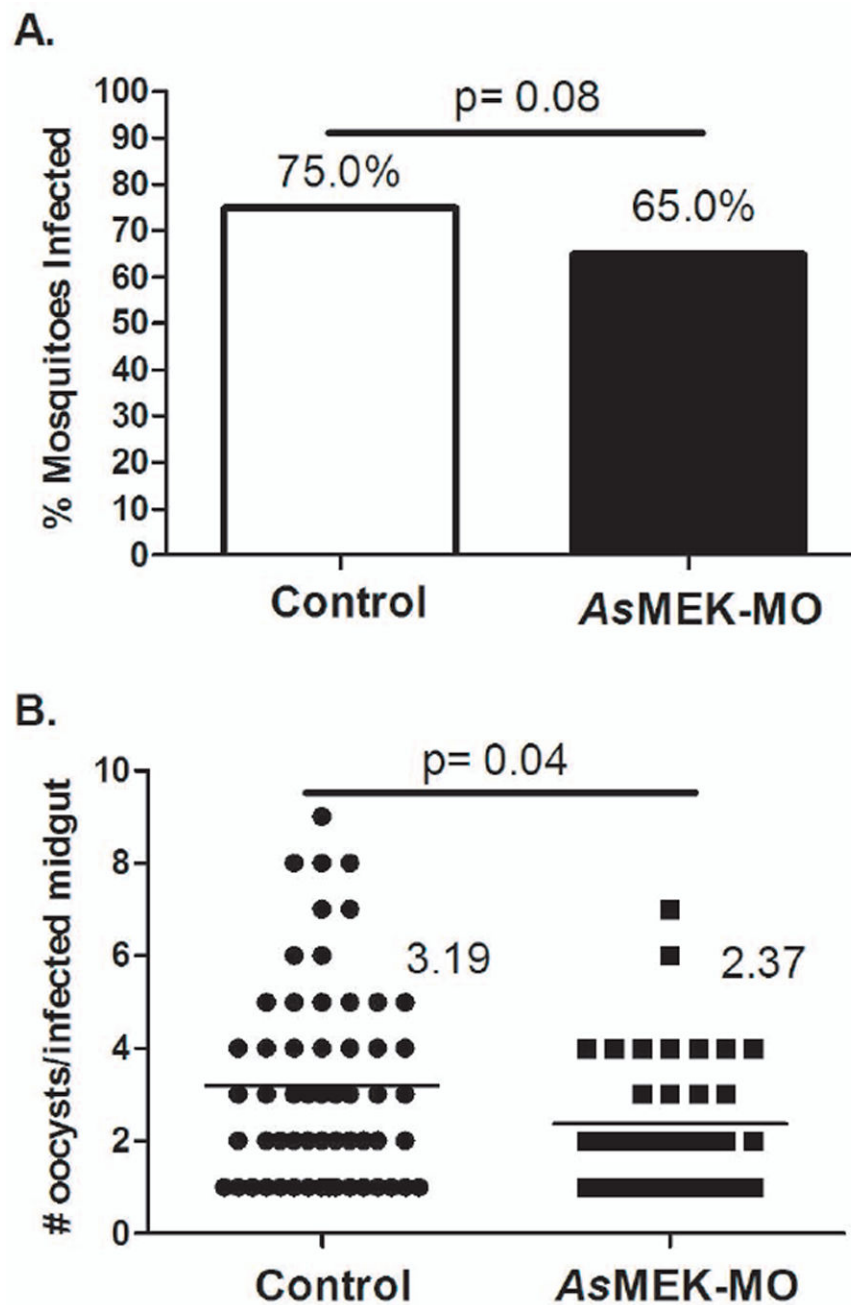 A.
p= 0.08
100
90
80
70
60
50
40
30
20
10
0
% Mosquitoes Infected
75.0%
65.0%
Control
AsMEK-MO
B.
p= 0.04
10
8
6
4
2
0
# oocysts/infected midgut
3.19
2.37
Control
AsMEK-MO